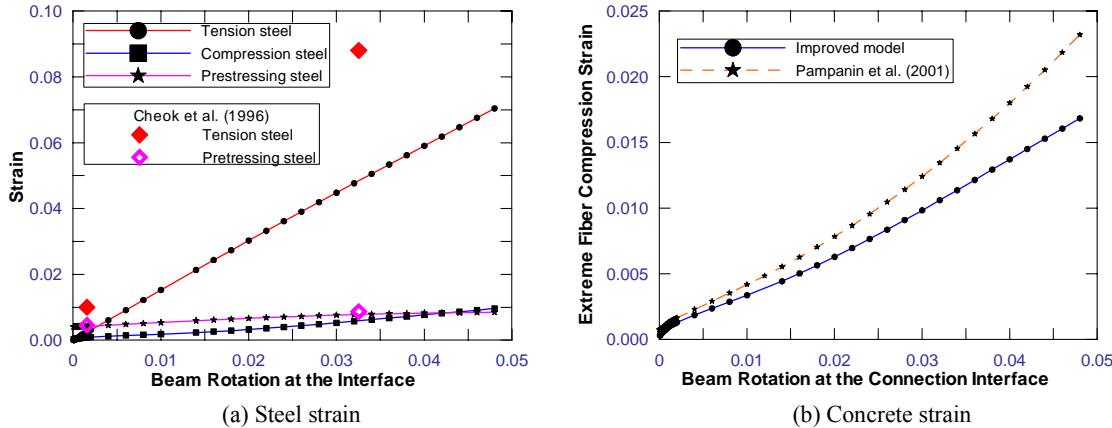 0.10
0.08
0.06
0.04
0.02
0.00
Strain
Tension steel
Compression steel
Prestressing steel
Cheok et al. (1996)
Tension steel
Pretressing steel
0 0.01 0.02 0.03 0.04 0.05
Beam Rotation at the Interface
(a) Steel strain
0.025
0.020
0.015
0.010
0.005
0.000
Extreme Fiber Compression Strain
Improved model
Pampanin et al. (2001)
0 0.01 0.02 0.03 0.04 0.05
Beam Rotation at the Connection Interface
(b) Concrete strain